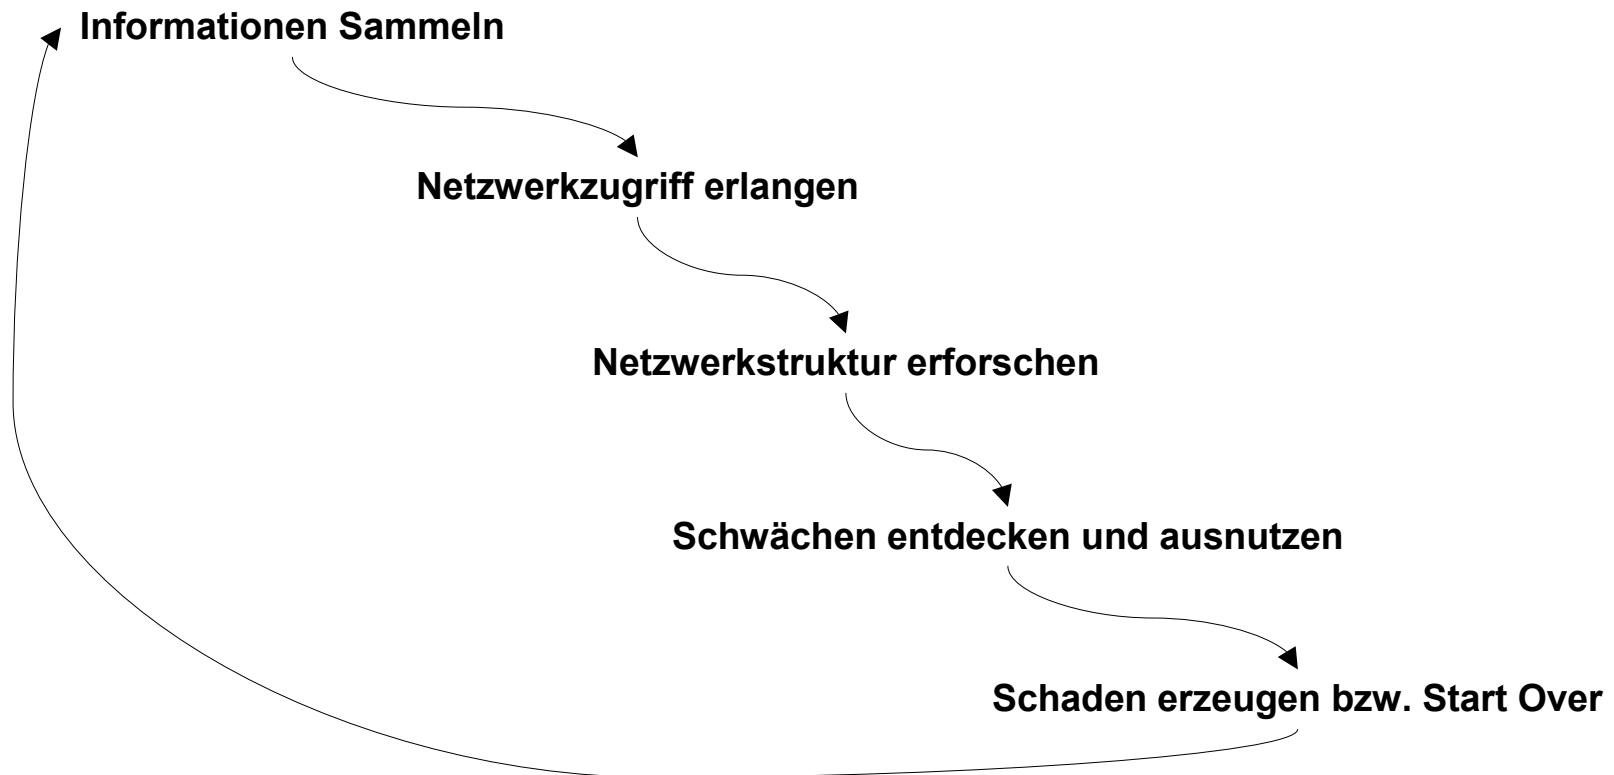 Informationen Sammeln
Netzwerkzugriff erlangen
Netzwerkstruktur erforschen
Schwächen entdecken und ausnutzen
Schaden erzeugen bzw. Start Over